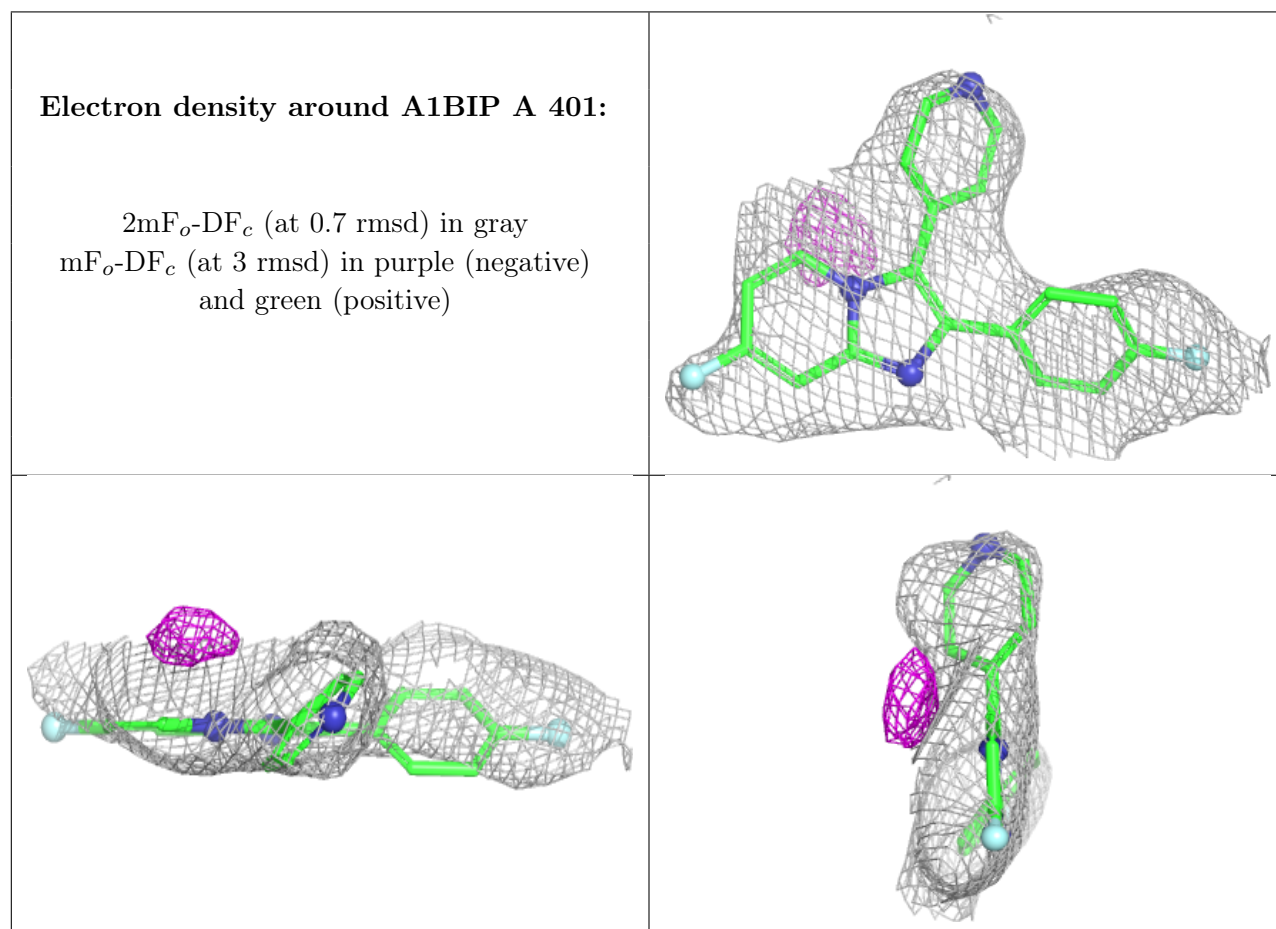 Electron density around A1BIP A 401:
2mFₒ-DF𝒸 (at 0.7 rmsd) in gray
mFₒ-DF𝒸 (at 3 rmsd) in purple (negative)
and green (positive)